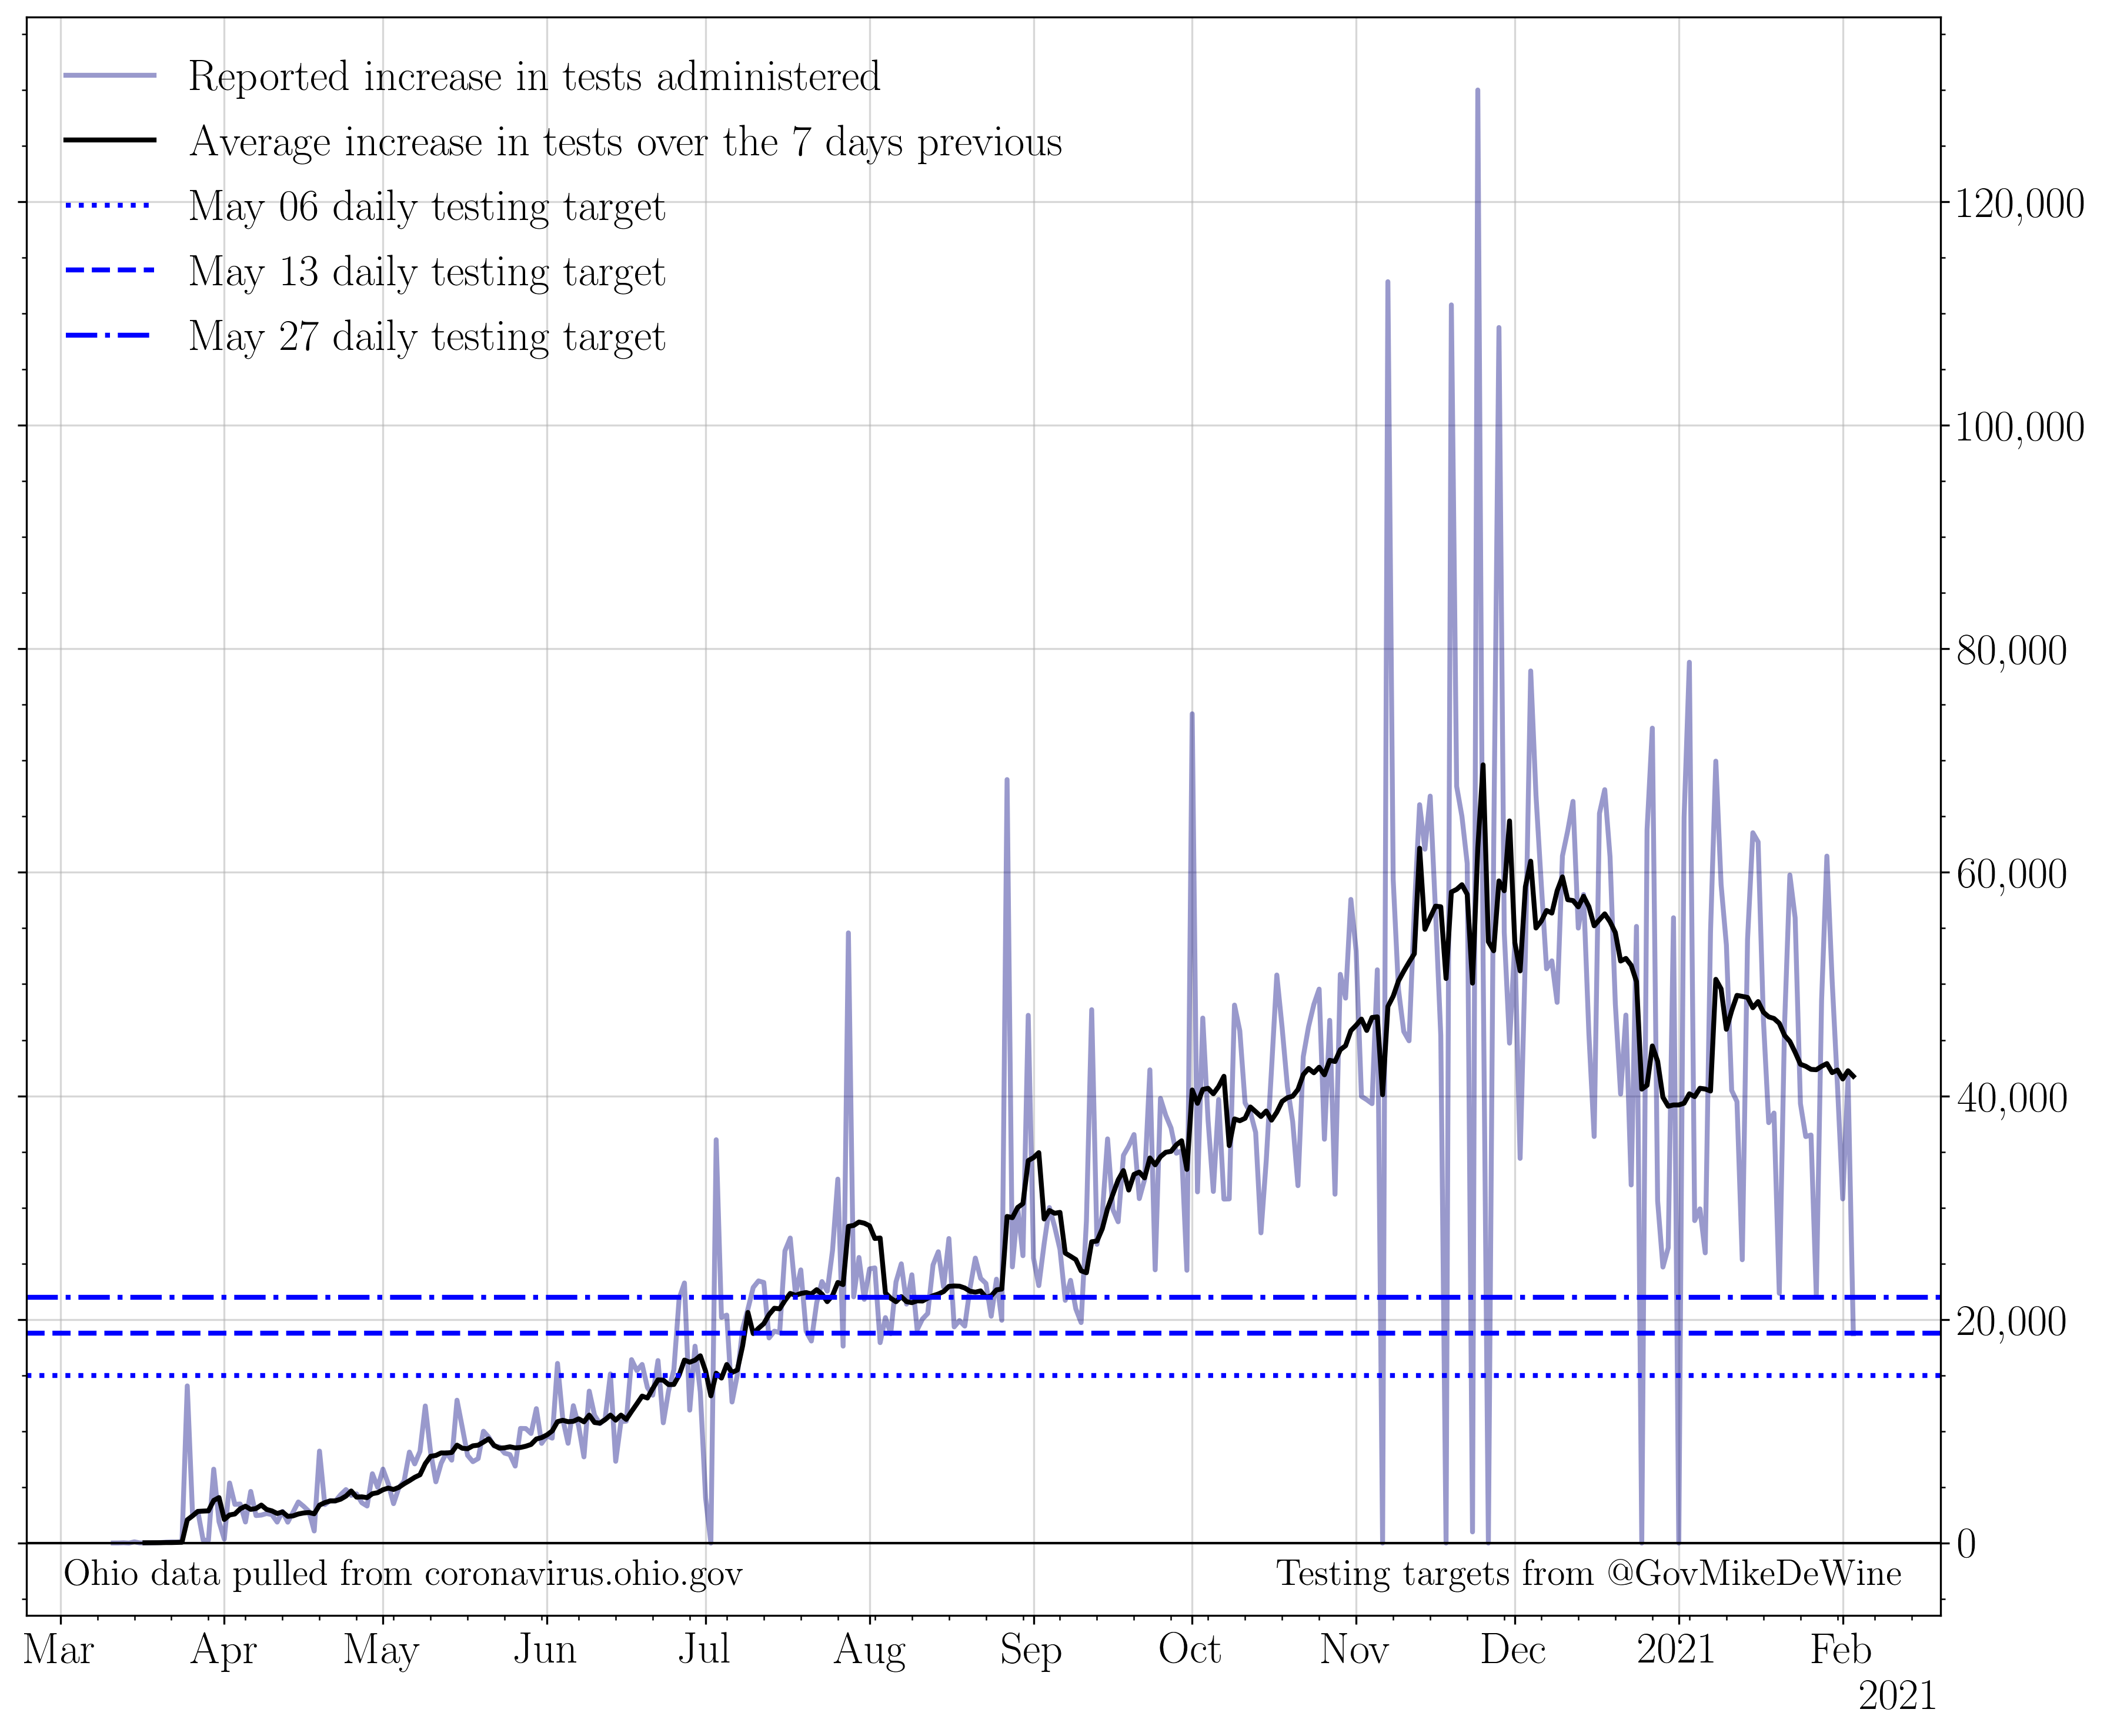 Reported increase in tests administered
Average increase in tests over the 7 days previous
May 06 daily testing target
May 13 daily testing target
May 27 daily testing target
120,000
100,000
80,000
60,000
40,000
20,000
0
Ohio data pulled from coronavirus.ohio.gov
Testing targets from @GovMikeDeWine
Mar Apr May Jun Jul Aug Sep Oct Nov Dec 2021 Feb
2021